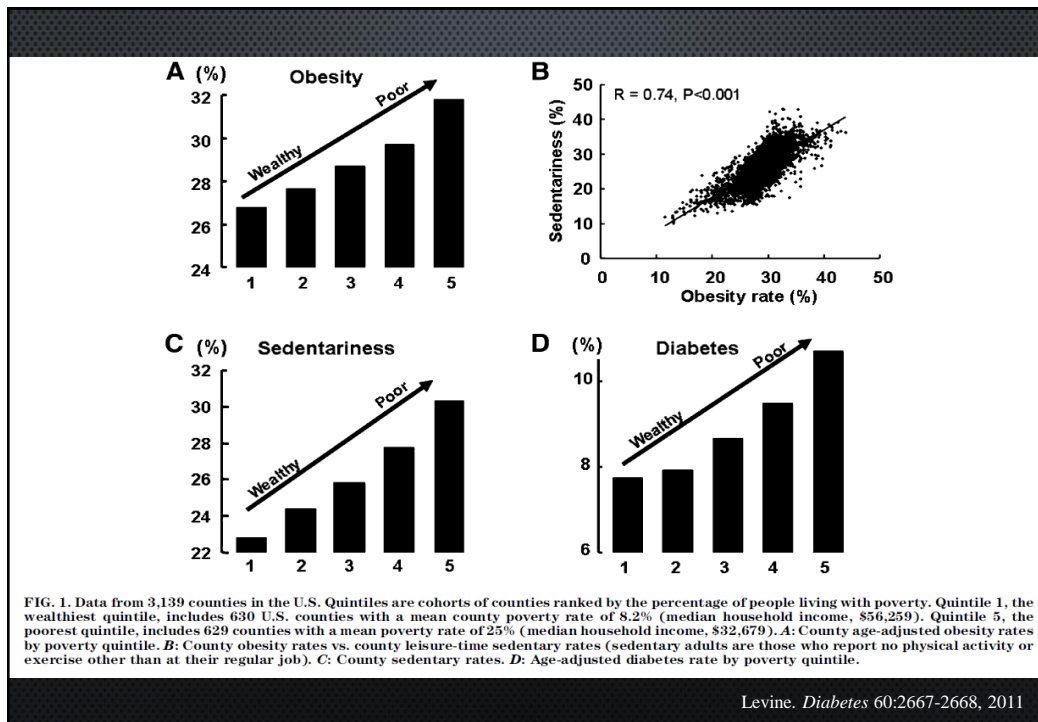 A (%) Obesity
32
30
28
26
24
Wealthy
Poor
1 2 3 4 5
B
R = 0.74, P<0.001
Sedentariness (%)
50
40
30
20
10
0
0 10 20 30 40 50
Obesity rate (%)
C (%) Sedentariness
32
30
28
26
24
22
Wealthy
Poor
1 2 3 4 5
D (%) Diabetes
10
8
6
Wealthy
Poor
1 2 3 4 5
FIG. 1. Data from 3,139 counties in the U.S. Quintiles are cohorts of counties ranked by the percentage of people living with poverty. Quintile 1, the
wealthiest quintile, includes 630 U.S. counties with a mean county poverty rate of 8.2% (median household income, $56,259). Quintile 5, the
poorest quintile, includes 629 counties with a mean poverty rate of 25% (median household income, $32,679). A: County age-adjusted obesity rates
by poverty quintile. B: County obesity rates vs. county leisure-time sedentary rates (sedentary adults are those who report no physical activity or
exercise other than at their regular job). C: County sedentary rates. D: Age-adjusted diabetes rate by poverty quintile.
Levine. Diabetes 60:2667-2668, 2011